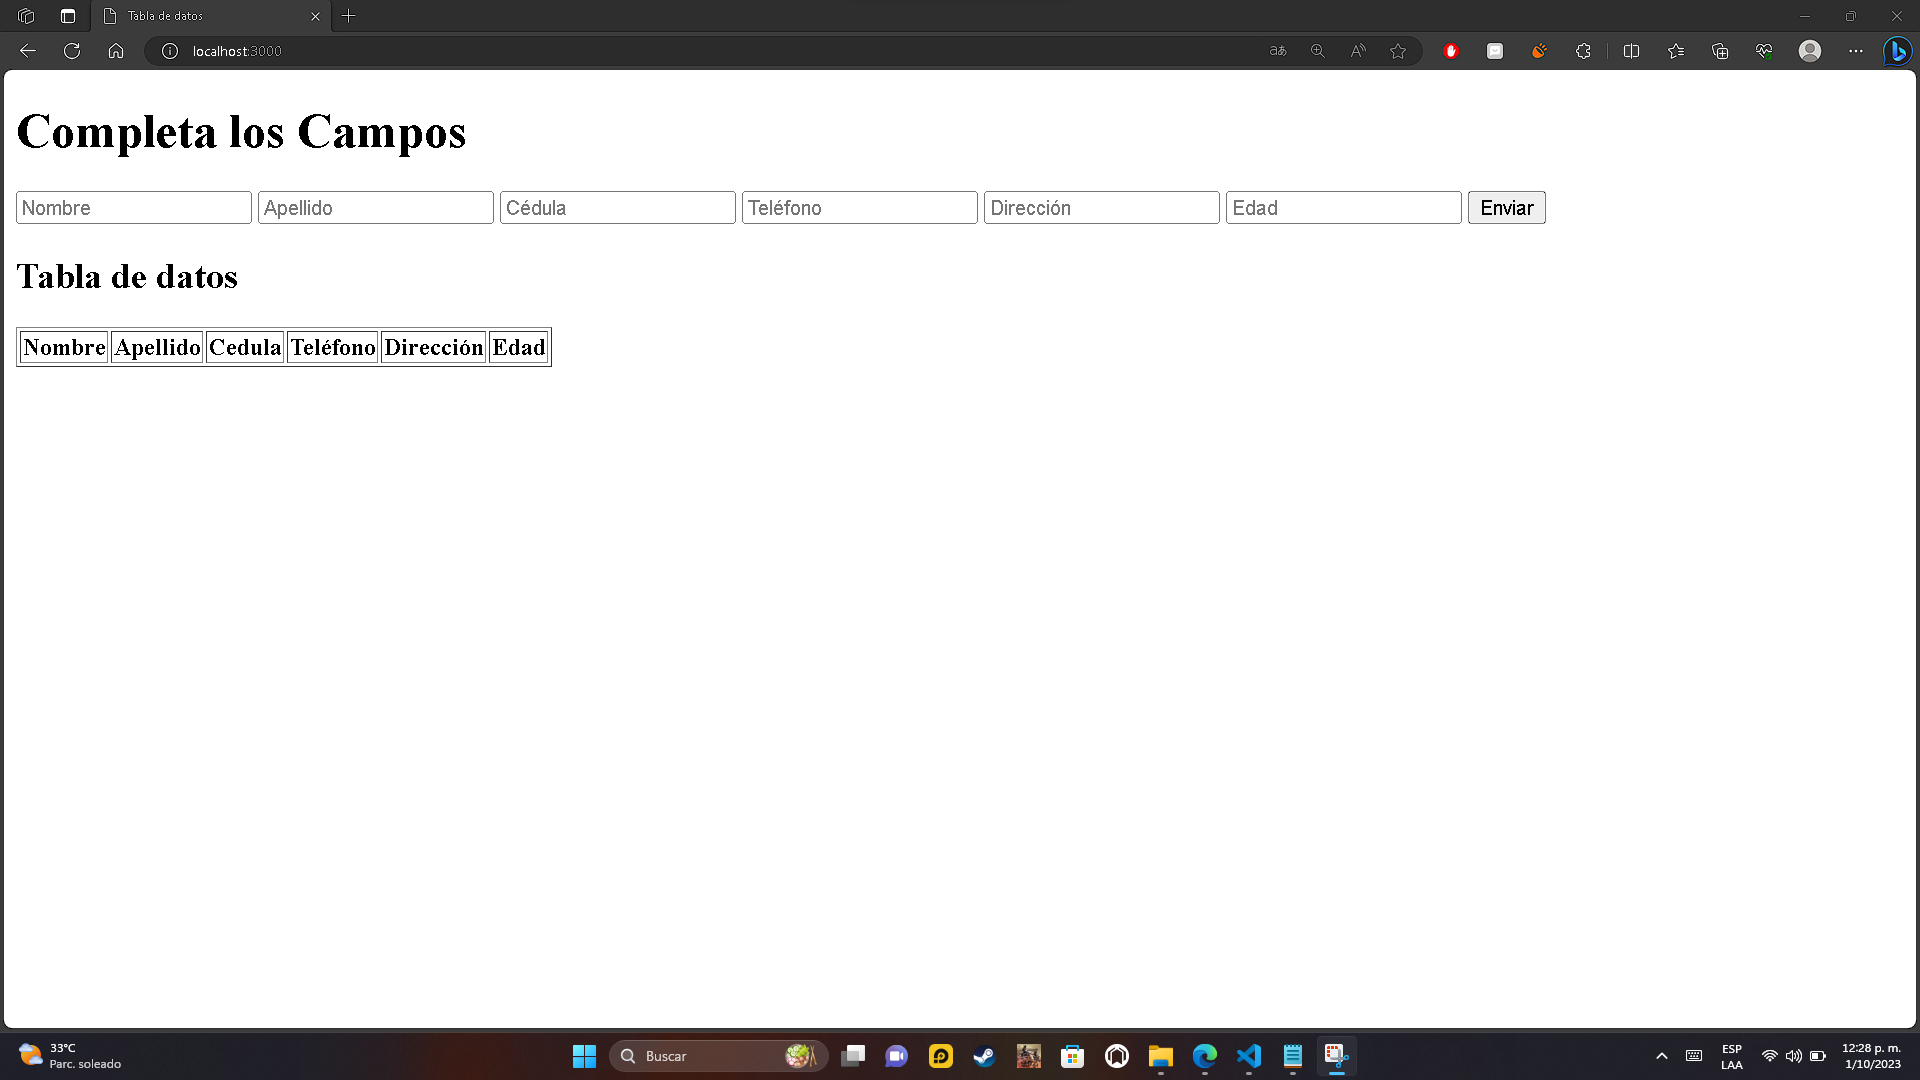 Tabla de datos
localhost:3000
Completa los Campos
Nombre Apellido Cédula Teléfono Dirección Edad Enviar
Tabla de datos
Nombre Apellido Cedula Teléfono Dirección Edad
33°C
Parc. soleado
Buscar
ESP
LAA
12:28 p. m.
1/10/2023